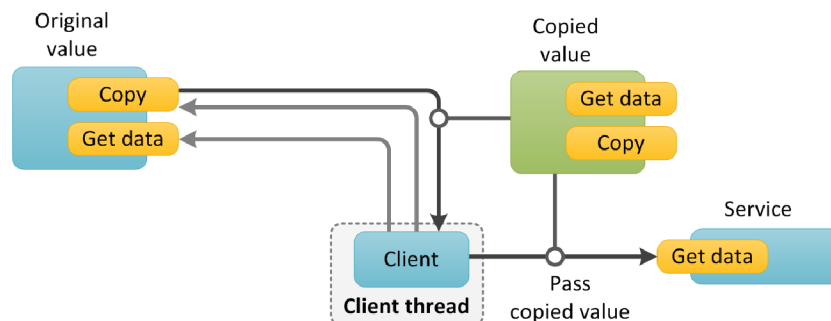 Original
value
Copy
Get data
Copied
value
Get data
Copy
Client
Client thread
Pass
copied value
Service
Get data